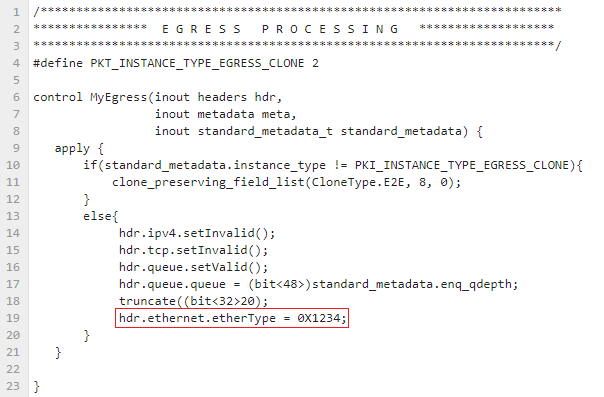 1 /*************************************************************************
2 **************** E G R E S S   P R O C E S S I N G   *******************
3 *************************************************************************/
4 #define PKT_INSTANCE_TYPE_EGRESS_CLONE 2
5
6 control MyEgress(inout headers hdr,
7                  inout metadata meta,
8                  inout standard_metadata_t standard_metadata) {
9    apply {
10        if(standard_metadata.instance_type != PKI_INSTANCE_TYPE_EGRESS_CLONE){
11            clone_preserving_field_list(CloneType.E2E, 8, 0);
12        }
13        else{
14             hdr.ipv4.setInvalid();
15             hdr.tcp.setInvalid();
16             hdr.queue.setValid();
17             hdr.queue.queue = (bit<48>)standard_metadata.enq_qdepth;
18             truncate((bit<32>20);
19             hdr.ethernet.etherType = 0X1234;
20        }
21    }
22
23 }